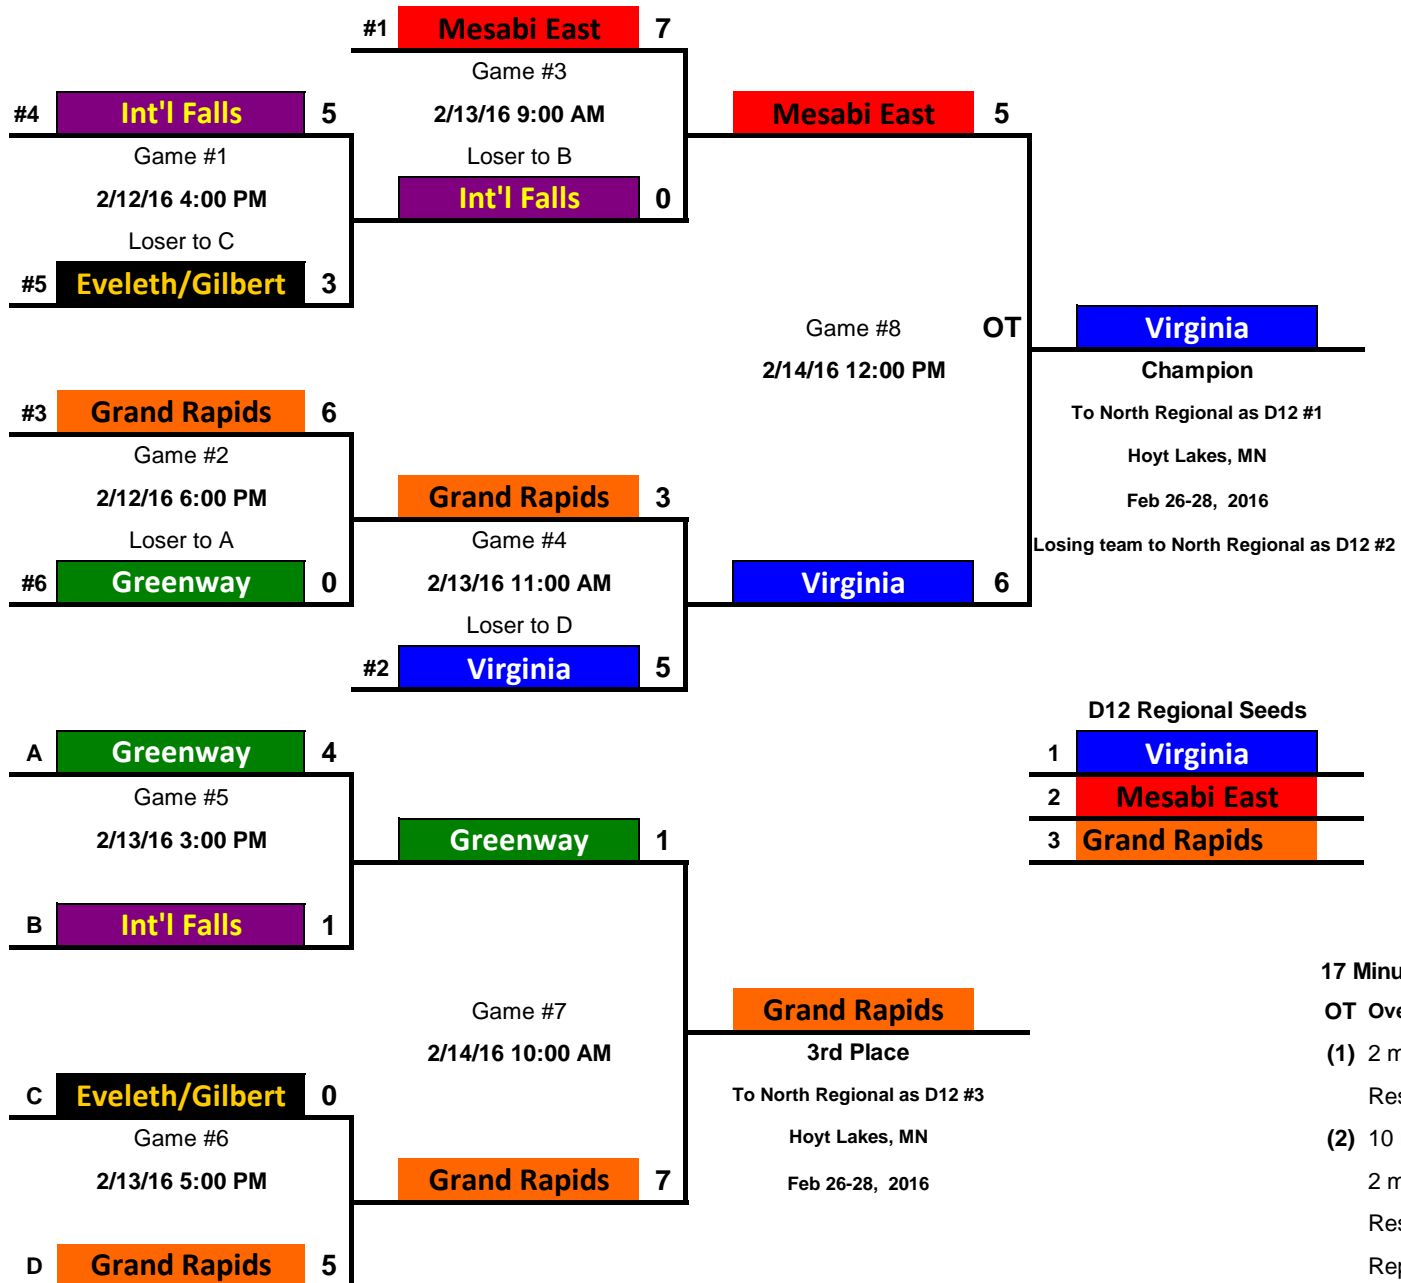 #1 Mesabi East 7
Game #3
#4 Int'l Falls 5
2/13/16 9:00 AM
Mesabi East 5
Game #1
Loser to B
2/12/16 4:00 PM
Int'l Falls 0
Loser to C
#5 Eveleth/Gilbert 3
Game #8 OT
Virginia
2/14/16 12:00 PM
Champion
#3 Grand Rapids 6
To North Regional as D12 #1
Game #2
Hoyt Lakes, MN
2/12/16 6:00 PM
Grand Rapids 3
Feb 26-28, 2016
Loser to A
Game #4
Losing team to North Regional as D12 #2
#6 Greenway 0
2/13/16 11:00 AM
Virginia 6
Loser to D
#2 Virginia 5
D12 Regional Seeds
A Greenway 4
1 Virginia
Game #5
2 Mesabi East
2/13/16 3:00 PM
Greenway 1
3 Grand Rapids
B Int'l Falls 1
17 Minu
Game #7
Grand Rapids
OT Ove
2/14/16 10:00 AM
3rd Place
(1) 2 m
C Eveleth/Gilbert 0
To North Regional as D12 #3
Res
Game #6
Hoyt Lakes, MN
(2) 10
2/13/16 5:00 PM
Grand Rapids 7
Feb 26-28, 2016
2 m
Res
D Grand Rapids 5
Rep